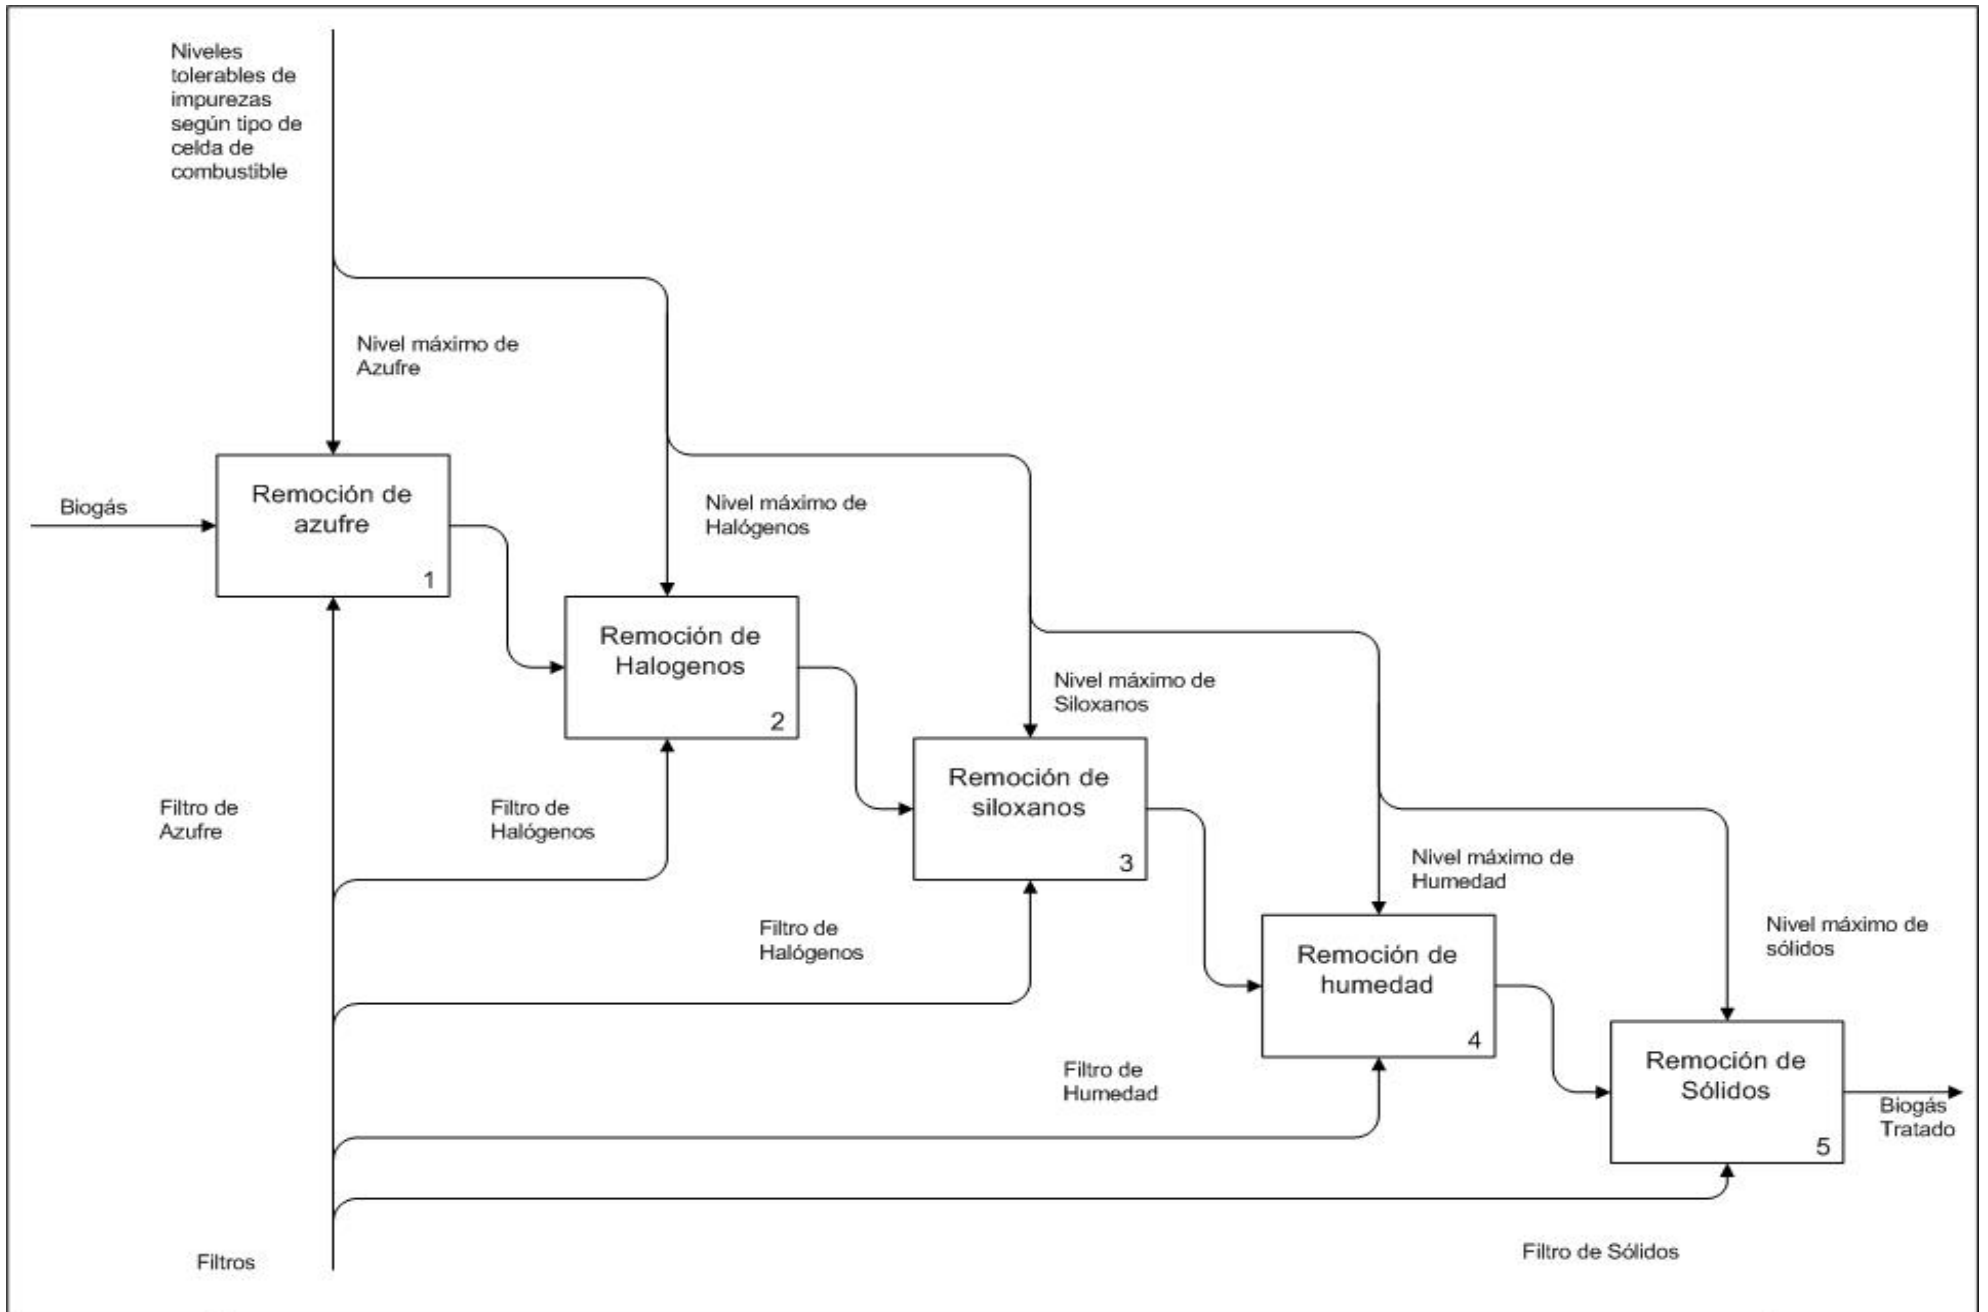 Niveles
tolerables de
impurezas
según tipo de
celda de
combustible
Nivel máximo de
Azufre
Remoción de
azufre
1
Biogás
Nivel máximo de
Halógenos
Remoción de
Halogenos
2
Nivel máximo de
Siloxanos
Remoción de
siloxanos
3
Filtro de
Azufre
Filtro de
Halógenos
Nivel máximo de
Humedad
Filtro de
Halógenos
Remoción de
humedad
4
Nivel máximo de
sólidos
Filtro de
Humedad
Remoción de
Sólidos
5
Biogás
Tratado
Filtros
Filtro de Sólidos